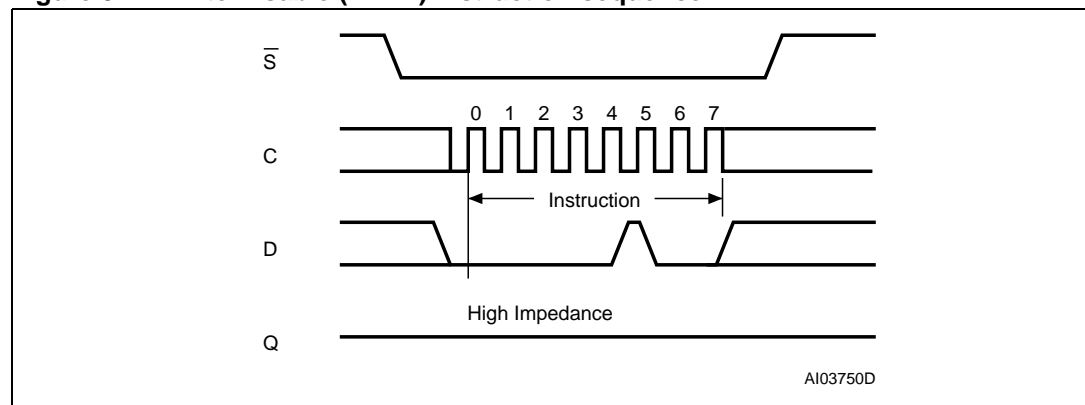 S̅
0 1 2 3 4 5 6 7
C
Instruction
D
High Impedance
Q
AI03750D